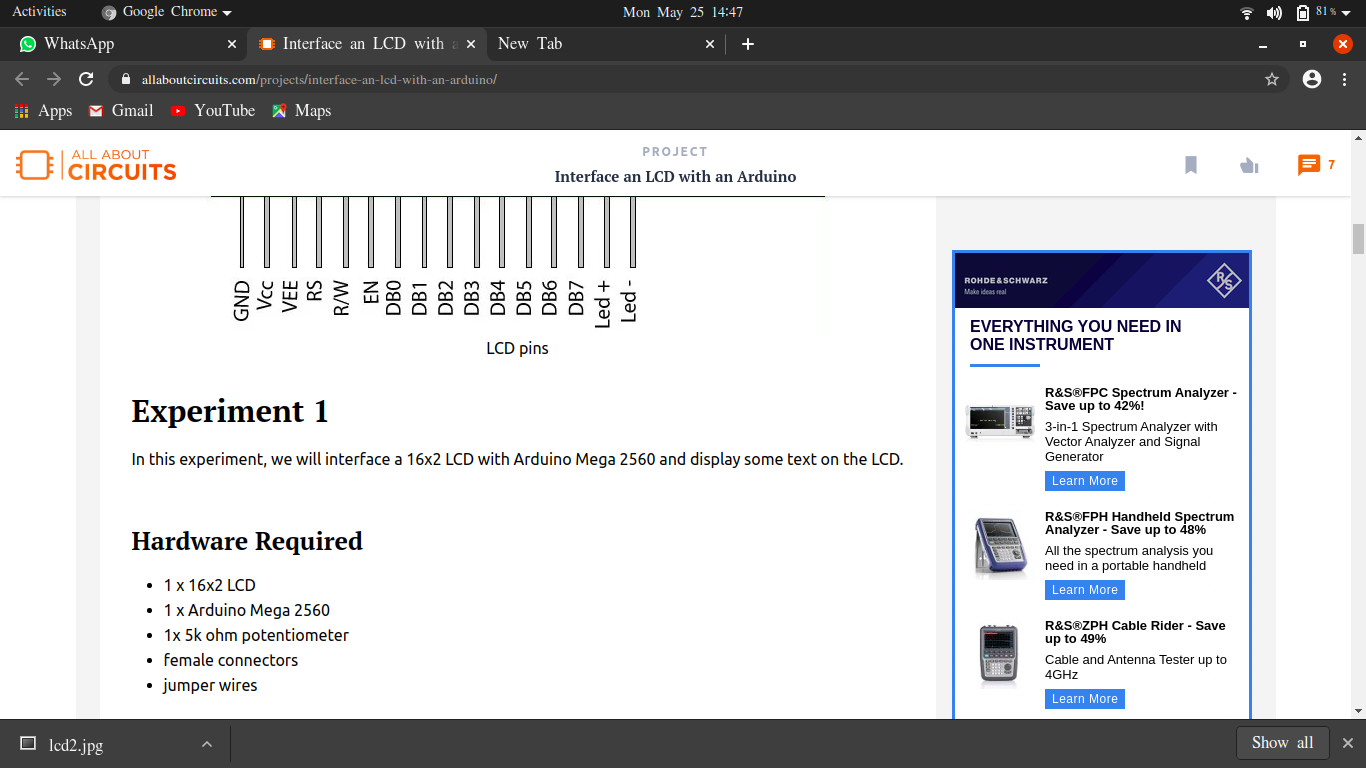 Activities
Google Chrome
Mon May 25 14:47
81 %
WhatsApp
Interface an LCD with a
New Tab
allaboutcircuits.com/projects/interface-an-lcd-with-an-arduino/
Apps
Gmail
YouTube
Maps
ALL ABOUT
CIRCUITS
PROJECT
Interface an LCD with an Arduino
7
GND
Vcc
VEE
RS
R/W
EN
DB0
DB1
DB2
DB3
DB4
DB5
DB6
DB7
Led +
Led -
LCD pins
Experiment 1
In this experiment, we will interface a 16x2 LCD with Arduino Mega 2560 and display some text on the LCD.
Hardware Required
1 x 16x2 LCD
1 x Arduino Mega 2560
1x 5k ohm potentiometer
female connectors
jumper wires
ROHDE&SCHWARZ
Make ideas real
R
S
EVERYTHING YOU NEED IN
ONE INSTRUMENT
R&S®FPC Spectrum Analyzer -
Save up to 42%!
3-in-1 Spectrum Analyzer with
Vector Analyzer and Signal
Generator
Learn More
R&S®FPH Handheld Spectrum
Analyzer - Save up to 48%
All the spectrum analysis you
need in a portable handheld
Learn More
R&S®ZPH Cable Rider - Save
up to 49%
Cable and Antenna Tester up to
4GHz
Learn More
lcd2.jpg
Show all